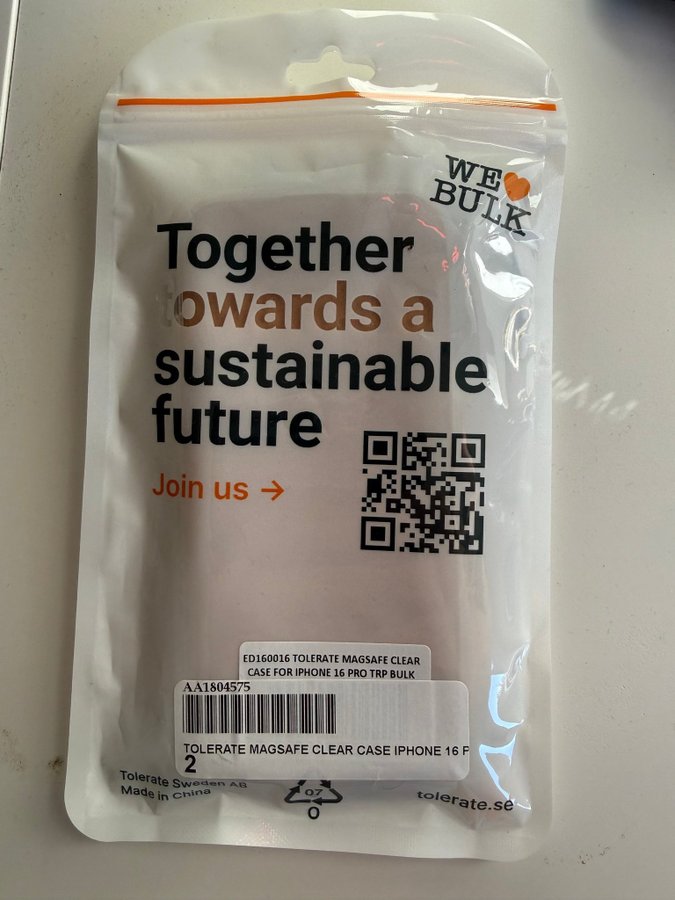 WE
BULK
Together
towards a
sustainable
future
Join us →
ED160016 TOLERATE MAGSAFE CLEAR
CASE FOR IPHONE 16 PRO TRP BULK
AA1804575
TOLERATE MAGSAFE CLEAR CASE IPHONE 16 P
2
Tolerate Sweden AB
Made in China
07
O
tolerate.se